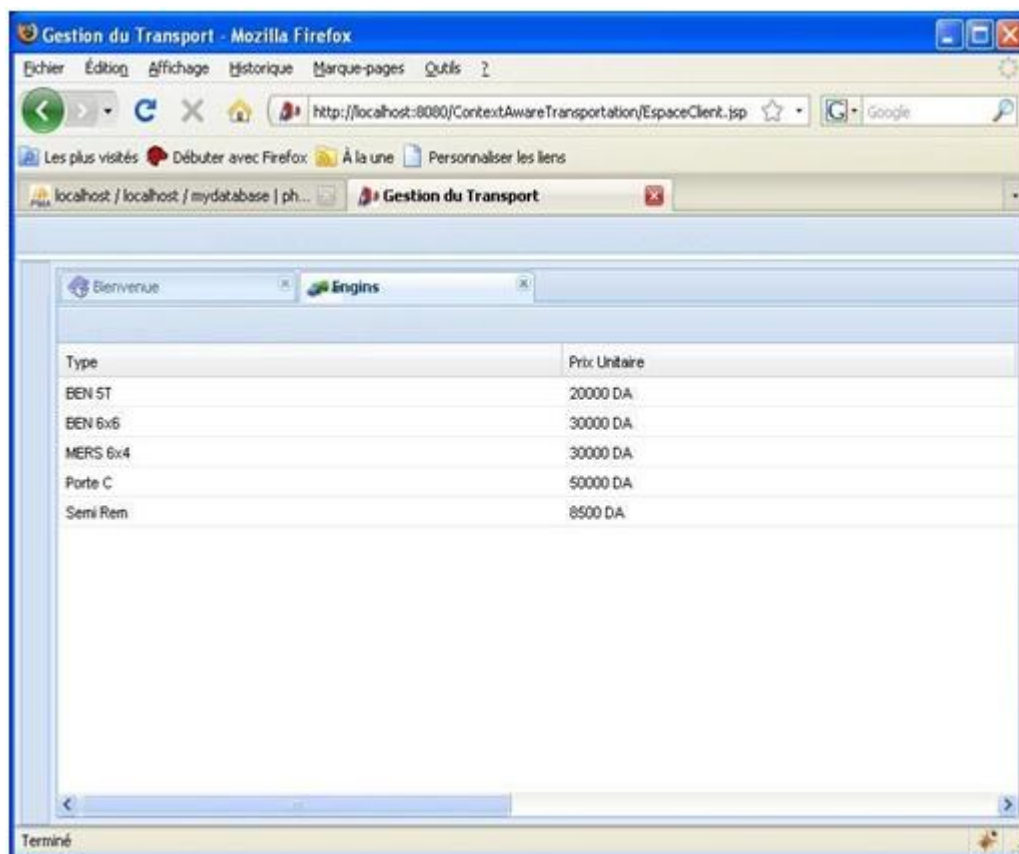 Gestion du Transport - Mozilla Firefox
Fichier Édition Affichage Historique Marque-pages Outils ?
http://localhost:8080/ContextAwareTransportation/EspaceClient.jsp G Google
Les plus visités Débuter avec Firefox À la une Personnaliser les liens
localhost / localhost / mydatabase | ph... Gestion du Transport
Bienvenue Engins
Type Prix Unitaire
BEN 5T 20000 DA
BEN 6x6 30000 DA
MERS 6x4 30000 DA
Porte C 50000 DA
Semi Rem 8500 DA
Terminé